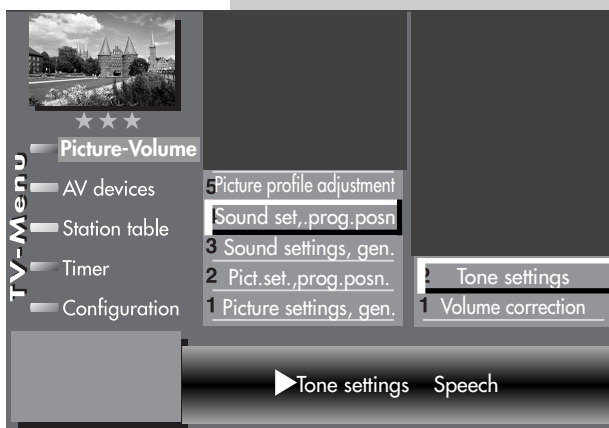 TV-Menu
Picture-Volume
AV devices
Station table
Timer
Configuration
5 Picture profile adjustment
Sound set,.prog.posn
3 Sound settings, gen.
2 Pict.set.,prog.posn.
1 Picture settings, gen.
2 Tone settings
1 Volume correction
Tone settings Speech